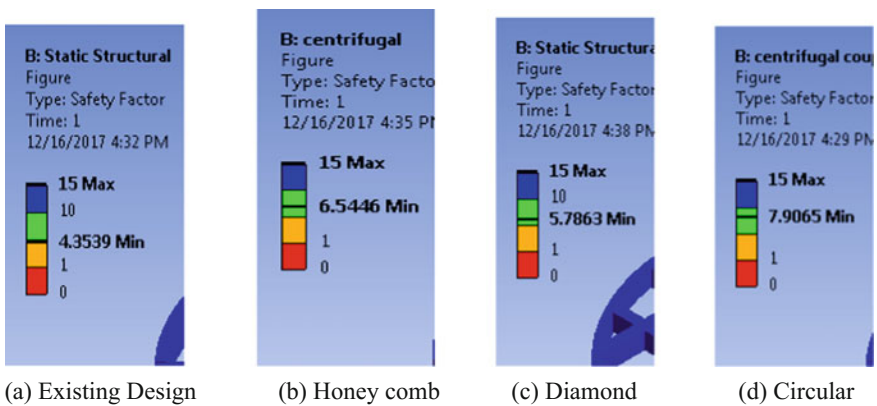 B: Static Structural
Figure
Type: Safety Factor
Time: 1
12/16/2017 4:32 PM
15 Max
10
4.3539 Min
1
0
B: centrifugal
Figure
Type: Safety Facto
Time: 1
12/16/2017 4:35 PM
15 Max
6.5446 Min
1
0
B: Static Structura
Figure
Type: Safety Factor
Time: 1
12/16/2017 4:38 PM
15 Max
10
5.7863 Min
1
0
B: centrifugal coup
Figure
Type: Safety Factor
Time: 1
12/16/2017 4:29 PM
15 Max
7.9065 Min
1
0
(a) Existing Design
(b) Honey comb
(c) Diamond
(d) Circular